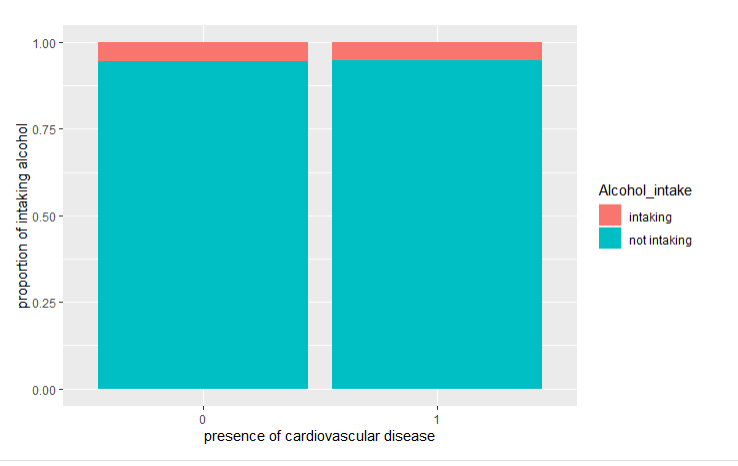 proportion of intaking alcohol
1.00
0.75
0.50
0.25
0.00
0 1
presence of cardiovascular disease
Alcohol_intake
intaking
not intaking